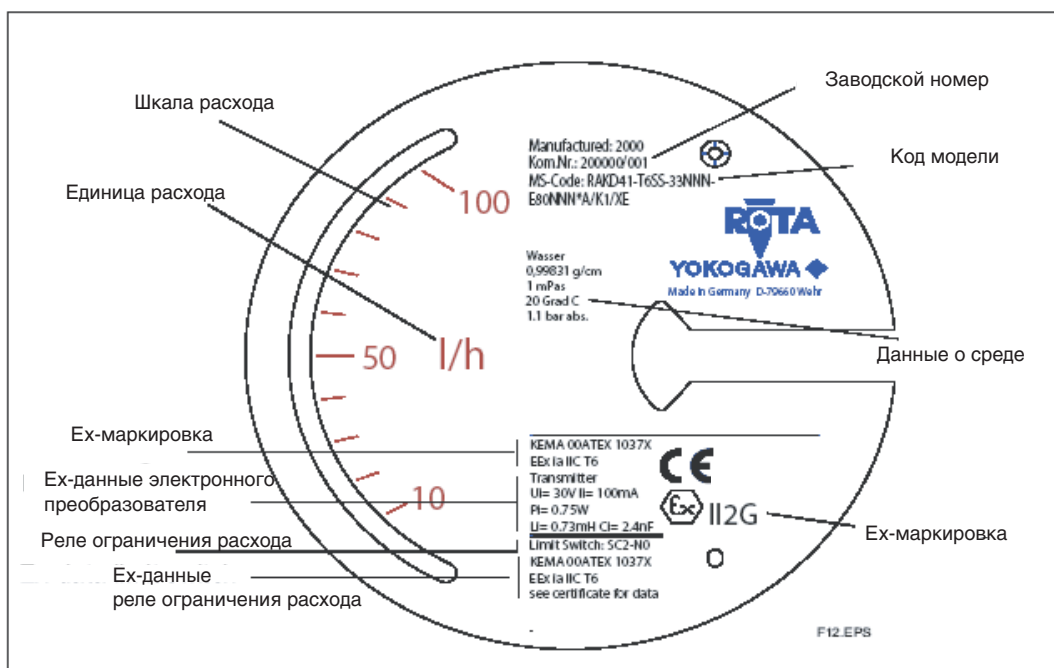 Заводской номер
Шкала расхода
Manufactured: 2000
Kom.Nr.: 200000/001
Код модели
MS-Code: RAKD41-T6SS-33NNN-
E80NNN*A/K1/XE
Единица расхода
100
ROTA
YOKOGAWA
Made in Germany D-79660 Wehr
Wasser
0,99831 g/cm
1 mPas
20 Grad C
1.1 bar abs.
50
l/h
Данные о среде
Ex-маркировка
KEMA 00ATEX 1037X
EEx ia IIC T6
CE
Ex-данные электронного
преобразователя
Transmitter
Ui= 30V Ii= 100mA
Pi= 0.75W
Li= 0.73mH Ci= 2.4nF
10
Ex II2G
Ex-маркировка
Реле ограничения расхода
Limit Switch: SC2-N0
Ex-данные
реле ограничения расхода
KEMA 00ATEX 1037X
EEx ia IIC T6
see certificate for data
O
F12.EPS